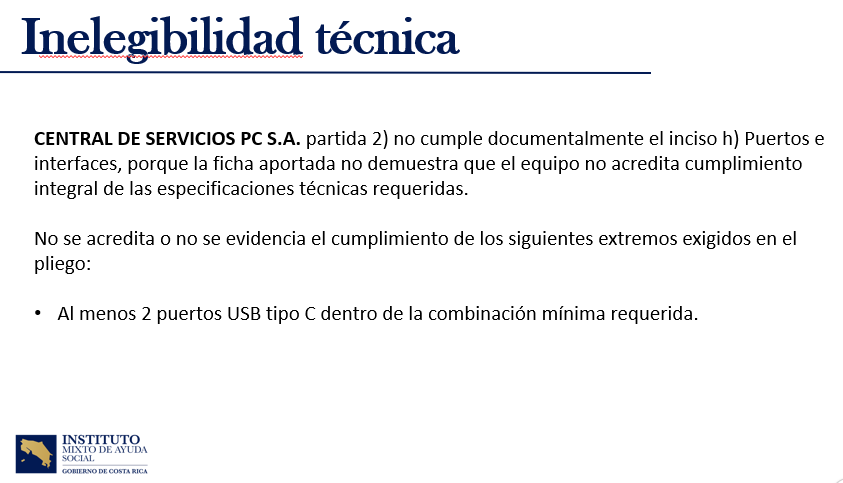 Inelegibilidad técnica
CENTRAL DE SERVICIOS PC S.A. partida 2) no cumple documentalmente el inciso h) Puertos e
interfaces, porque la ficha aportada no demuestra que el equipo no acredita cumplimiento
integral de las especificaciones técnicas requeridas.
No se acredita o no se evidencia el cumplimiento de los siguientes extremos exigidos en el
pliego:
• Al menos 2 puertos USB tipo C dentro de la combinación mínima requerida.
INSTITUTO
MIXTO DE AYUDA
SOCIAL
GOBIERNO DE COSTA RICA